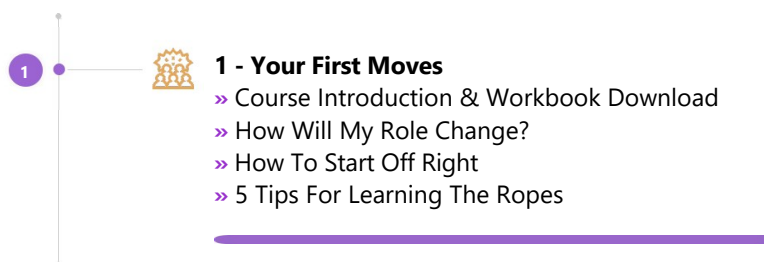 1
1 - Your First Moves
» Course Introduction & Workbook Download
» How Will My Role Change?
» How To Start Off Right
» 5 Tips For Learning The Ropes